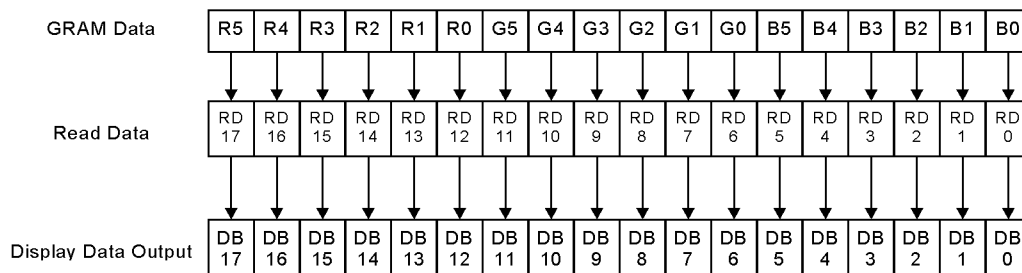 GRAM Data R5 R4 R3 R2 R1 R0 G5 G4 G3 G2 G1 G0 B5 B4 B3 B2 B1 B0
Read Data RD 17 RD 16 RD 15 RD 14 RD 13 RD 12 RD 11 RD 10 RD 9 RD 8 RD 7 RD 6 RD 5 RD 4 RD 3 RD 2 RD 1 RD 0
Display Data Output DB 17 DB 16 DB 15 DB 14 DB 13 DB 12 DB 11 DB 10 DB 9 DB 8 DB 7 DB 6 DB 5 DB 4 DB 3 DB 2 DB 1 DB 0